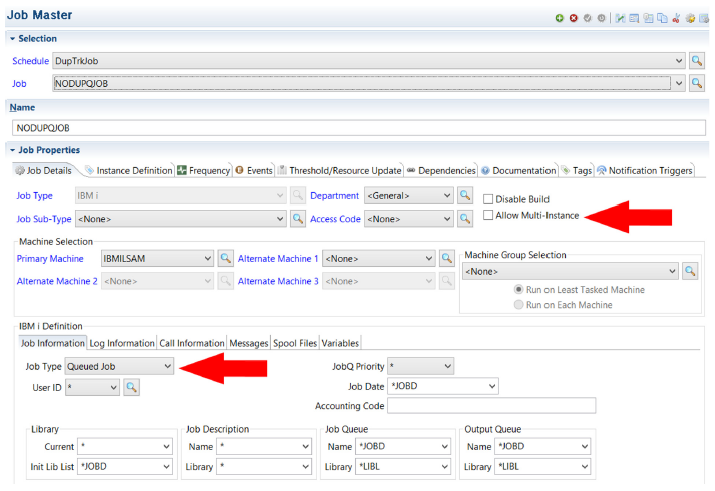 Job Master
Selection
Schedule DupTrkJob
Job NODUPQJOB
Name
NODUPQJOB
Job Properties
Job Details Instance Definition Frequency Events Threshold/Resource Update Dependencies Documentation Tags Notification Triggers
Job Type IBM i Department <General> Disable Build
Job Sub-Type <None> Access Code <None> Allow Multi-Instance
Machine Selection
Primary Machine IBMILSAM Alternate Machine 1 <None> Machine Group Selection
<None>
Alternate Machine 2 <None> Alternate Machine 3 <None>
Run on Least Tasked Machine
Run on Each Machine
IBM i Definition
Job Information Log Information Call Information Messages Spool Files Variables
Job Type Queued Job JobQ Priority *
User ID * Job Date *JOBD
Accounting Code
Library Job Description Job Queue Output Queue
Current * Name * Name *JOBD Name *JOBD
Init Lib List *JOBD Library * Library *LIBL Library *LIBL